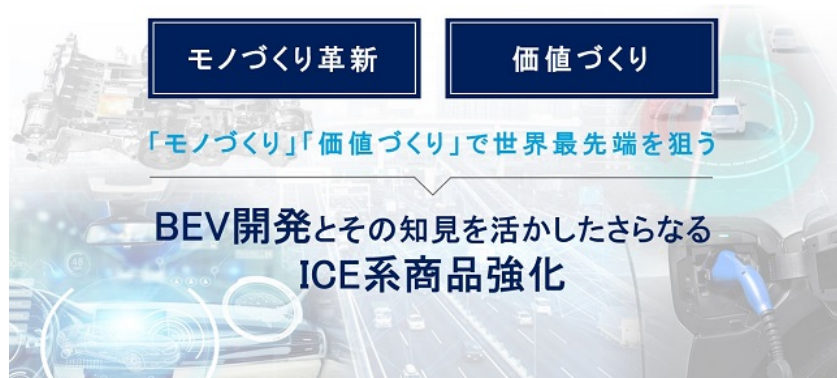 モノづくり革新
価値づくり
「モノづくり」「価値づくり」で世界最先端を狙う
BEV開発とその知見を活かしたさらなる
ICE系商品強化